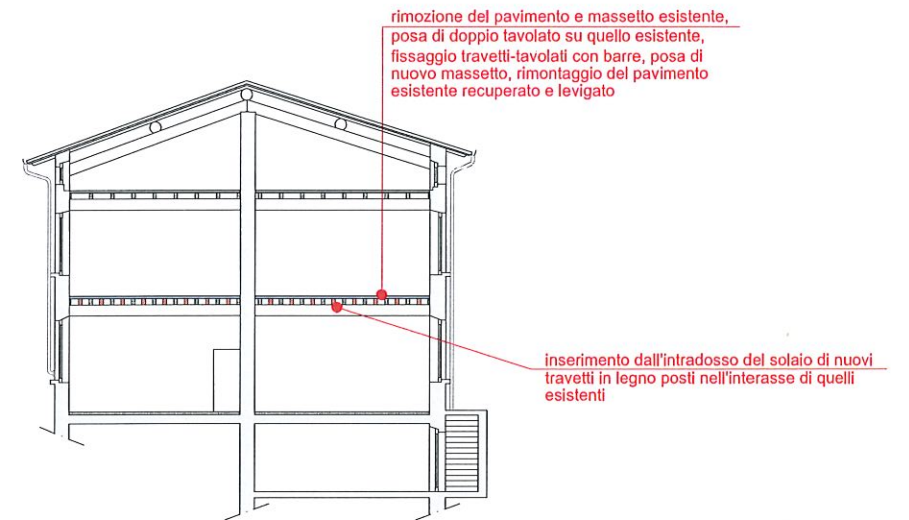 rimozione del pavimento e massetto esistente,
posa di doppio tavolato su quello esistente,
fissaggio travetti-tavolati con barre, posa di
nuovo massetto, rimontaggio del pavimento
esistente recuperato e levigato
inserimento dall'intradosso del solaio di nuovi
travetti in legno posti nell'interasse di quelli
esistenti